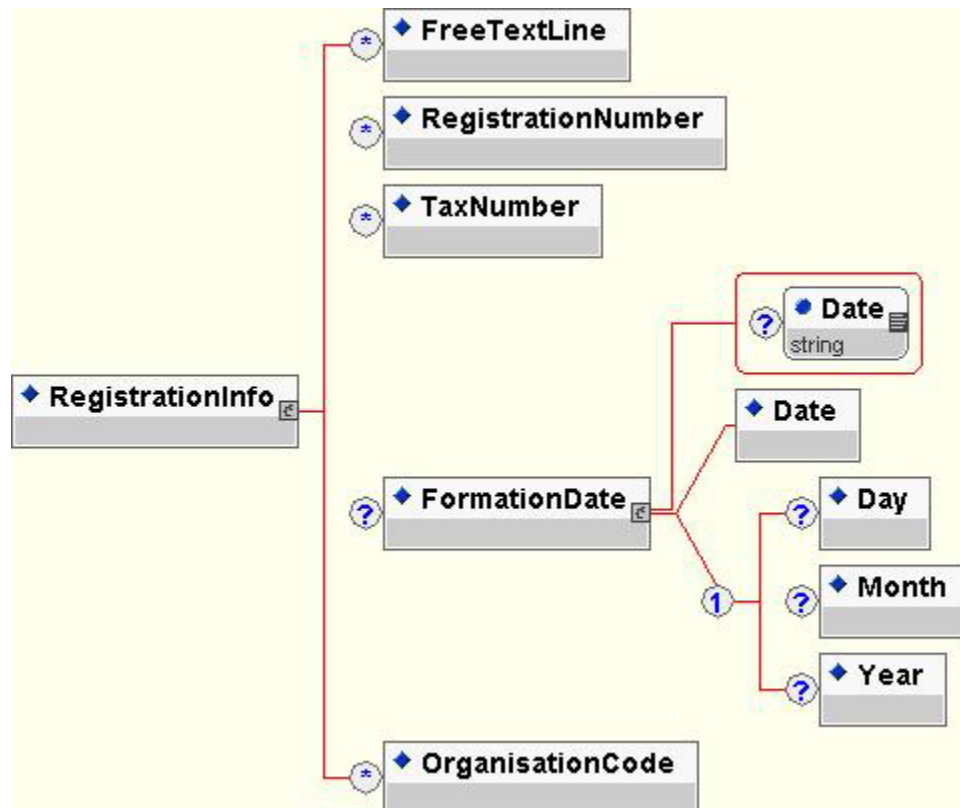 *
FreeTextLine
*
RegistrationNumber
*
TaxNumber
?
Date
string
RegistrationInfo
Date
?
FormationDate
?
Day
1
?
Month
?
Year
*
OrganisationCode